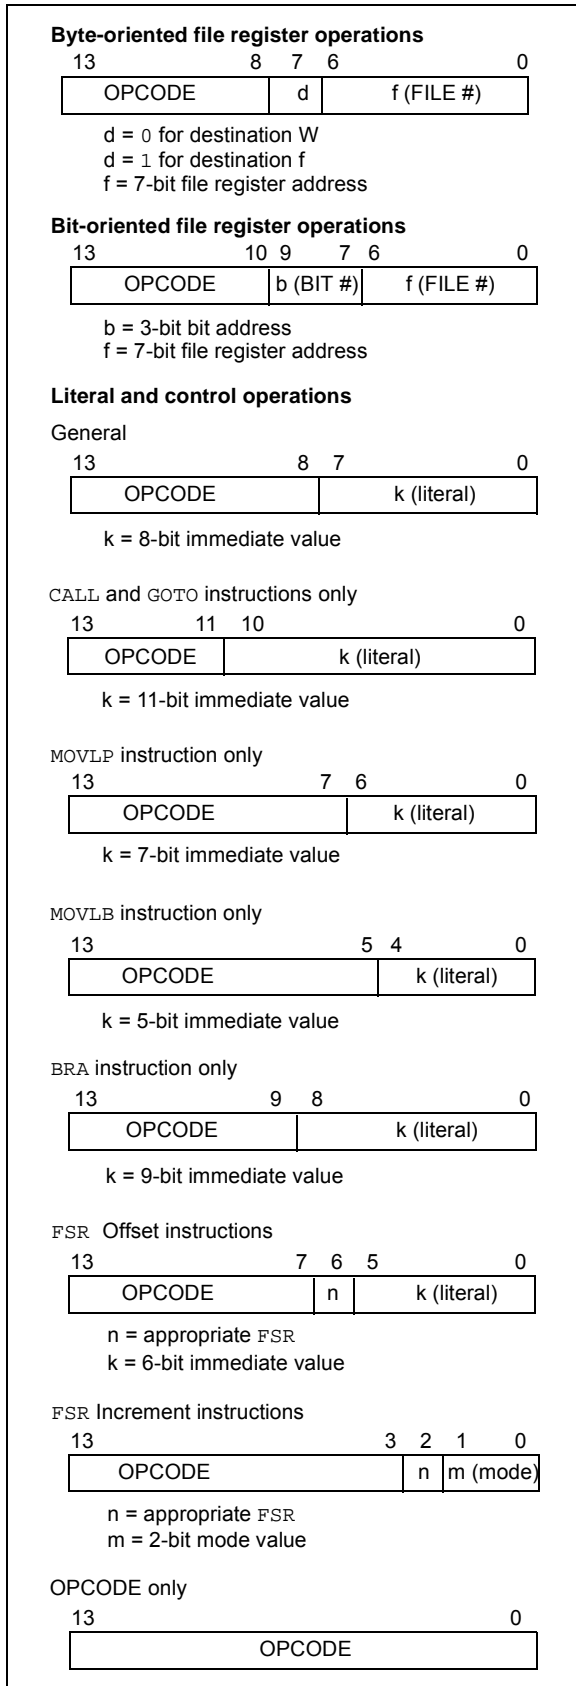 Byte-oriented file register operations
13 8 7 6 0
OPCODE d f (FILE #)
d = 0 for destination W
d = 1 for destination f
f = 7-bit file register address
Bit-oriented file register operations
13 10 9 7 6 0
OPCODE b (BIT #) f (FILE #)
b = 3-bit bit address
f = 7-bit file register address
Literal and control operations
General
13 8 7 0
OPCODE k (literal)
k = 8-bit immediate value
CALL and GOTO instructions only
13 11 10 0
OPCODE k (literal)
k = 11-bit immediate value
MOVLP instruction only
13 7 6 0
OPCODE k (literal)
k = 7-bit immediate value
MOVLB instruction only
13 5 4 0
OPCODE k (literal)
k = 5-bit immediate value
BRA instruction only
13 9 8 0
OPCODE k (literal)
k = 9-bit immediate value
FSR Offset instructions
13 7 6 5 0
OPCODE n k (literal)
n = appropriate FSR
k = 6-bit immediate value
FSR Increment instructions
13 3 2 1 0
OPCODE n m (mode)
n = appropriate FSR
m = 2-bit mode value
OPCODE only
13 0
OPCODE